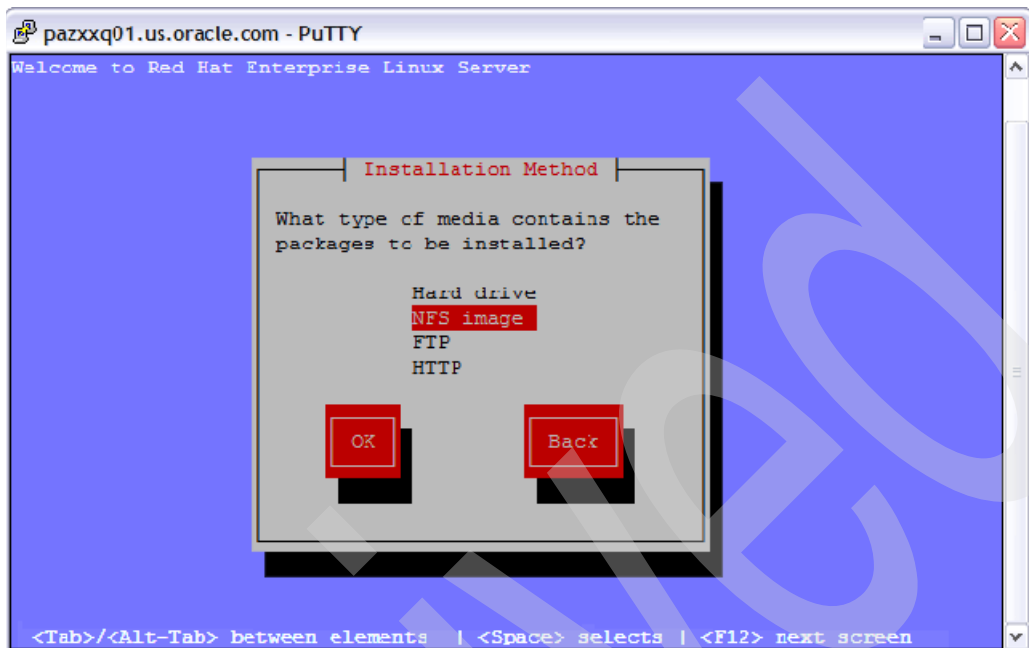 pazxxq01.us.oracle.com - PuTTY
Welcome to Red Hat Enterprise Linux Server
Installation Method
What type of media contains the
packages to be installed?
Hard drive
NFS image
FTP
HTTP
OK
Back
<Tab>/<Alt-Tab> between elements | <Space> selects | <F12> next screen